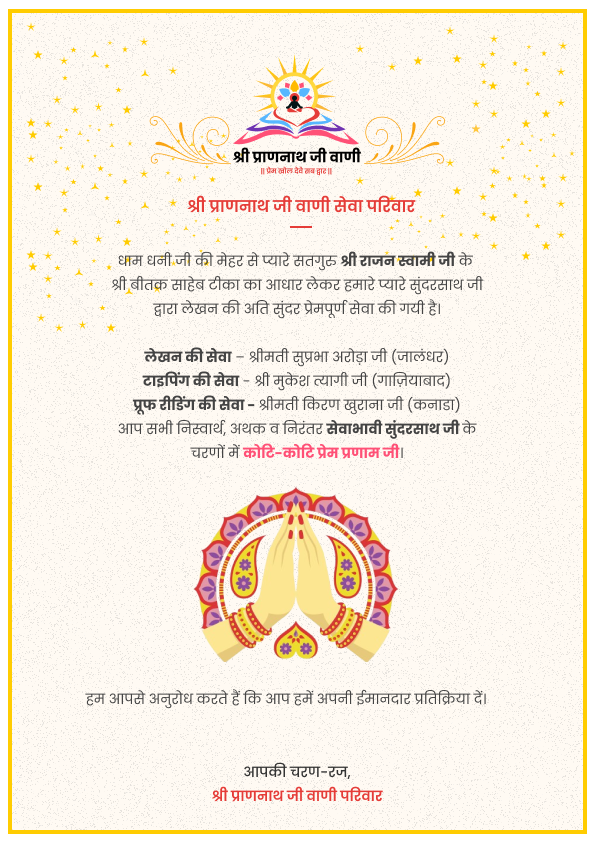 श्री प्राणनाथ जी वाणी
|| प्रेम खोल देवे सब द्वार ||
श्री प्राणनाथ जी वाणी सेवा परिवार
धाम धनी जी की मेहर से प्यारे सतगुरु श्री राजन स्वामी जी के
श्री बीतक साहेब टीका का आधार लेकर हमारे प्यारे सुंदरसाथ जी
द्वारा लेखन की अति सुंदर प्रेमपूर्ण सेवा की गयी है।
लेखन की सेवा – श्रीमती सुप्रभा अरोड़ा जी (जालंधर)
टाइपिंग की सेवा - श्री मुकेश त्यागी जी (गाज़ियाबाद)
प्रूफ रीडिंग की सेवा - श्रीमती किरण खुराना जी (कनाडा)
आप सभी निस्वार्थ, अथक व निरंतर सेवाभावी सुंदरसाथ जी के
चरणों में कोटि-कोटि प्रेम प्रणाम जी।
हम आपसे अनुरोध करते हैं कि आप हमें अपनी ईमानदार प्रतिक्रिया दें।
आपकी चरण-रज,
श्री प्राणनाथ जी वाणी परिवार